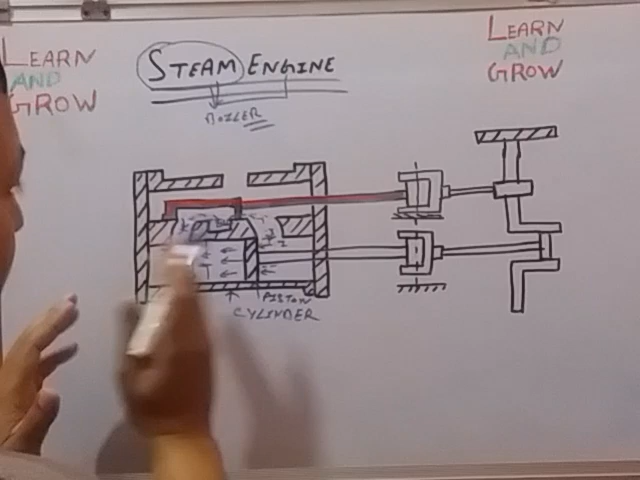 LEARN
AND
GROW
STEAM ENGINE
BOILER
LEARN
AND
GROW
PISTON
CYLINDER